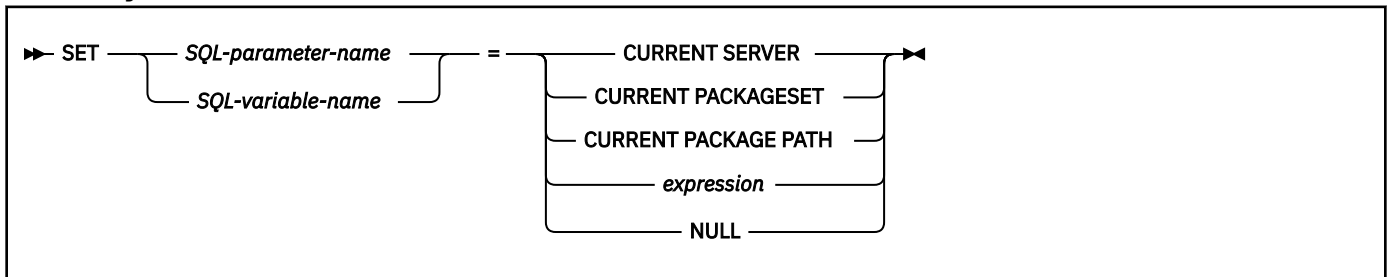 SET SQL-parameter-name = CURRENT SERVER
SQL-variable-name CURRENT PACKAGESET
CURRENT PACKAGE PATH
expression
NULL